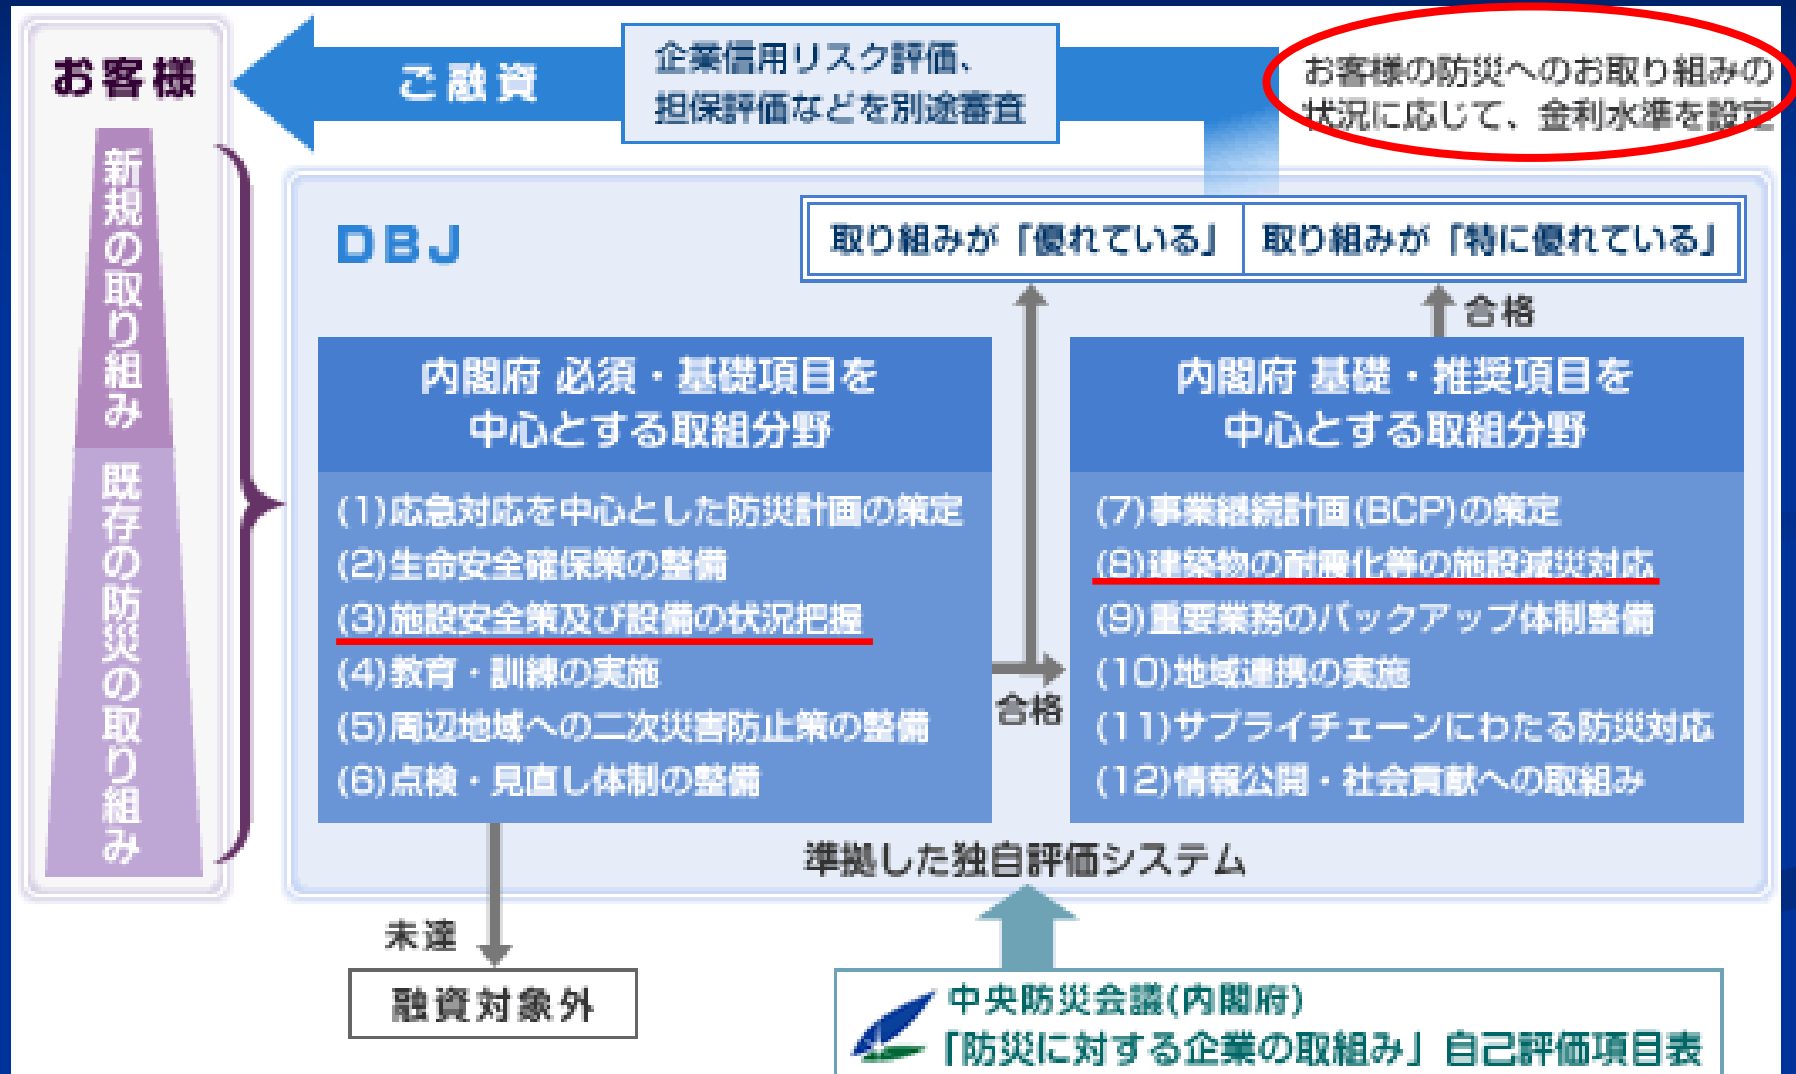 お客様
新規の取り組み
既存の防災の取り組み
ご融資
企業信用リスク評価、
担保評価などを別途審査
お客様の防災へのお取り組みの
状況に応じて、金利水準を設定
DBJ
取り組みが「優れている」
取り組みが「特に優れている」
合格
内閣府 必須・基礎項目を
中心とする取組分野
(1)応急対応を中心とした防災計画の策定
(2)生命安全確保策の整備
(3)施設安全策及び設備の状況把握
(4)教育・訓練の実施
(5)周辺地域への二次災害防止策の整備
(6)点検・見直し体制の整備
合格
内閣府 基礎・推奨項目を
中心とする取組分野
(7)事業継続計画(BCP)の策定
(8)建築物の耐震化等の施設減災対応
(9)重要業務のバックアップ体制整備
(10)地域連携の実施
(11)サプライチェーンにわたる防災対応
(12)情報公開・社会貢献への取組み
準拠した独自評価システム
未達
融資対象外
中央防災会議(内閣府)
「防災に対する企業の取組み」自己評価項目表